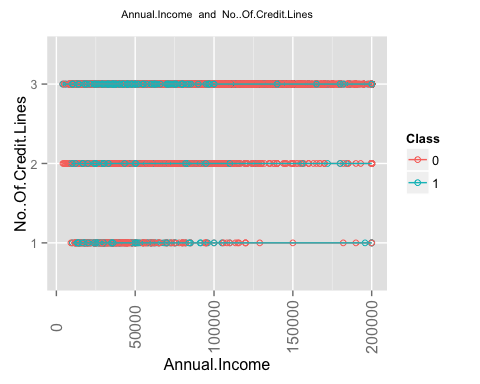 Annual.Income and No..Of.Credit.Lines
No..Of.Credit.Lines
3
2
1
0
50000
100000
150000
200000
Annual.Income
Class
0
1